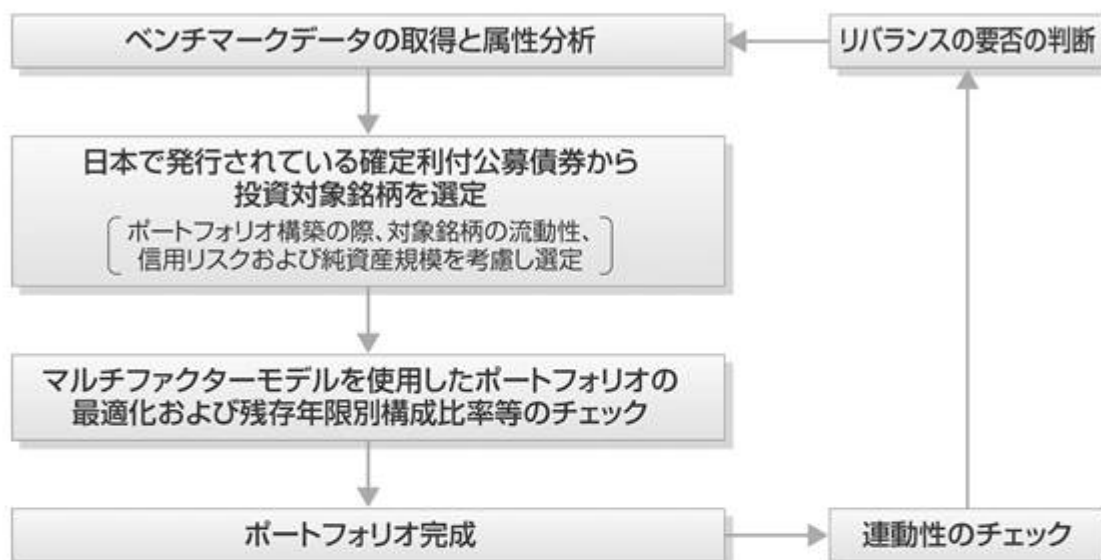 ベンチマークデータの取得と属性分析
リバランスの要否の判断
日本で発行されている確定利付公募債券から
投資対象銘柄を選定
ポートフォリオ構築の際、対象銘柄の流動性、
信用リスクおよび純資産規模を考慮し選定
マルチファクターモデルを使用したポートフォリオの
最適化および残存年限別構成比率等のチェック
ポートフォリオ完成
連動性のチェック